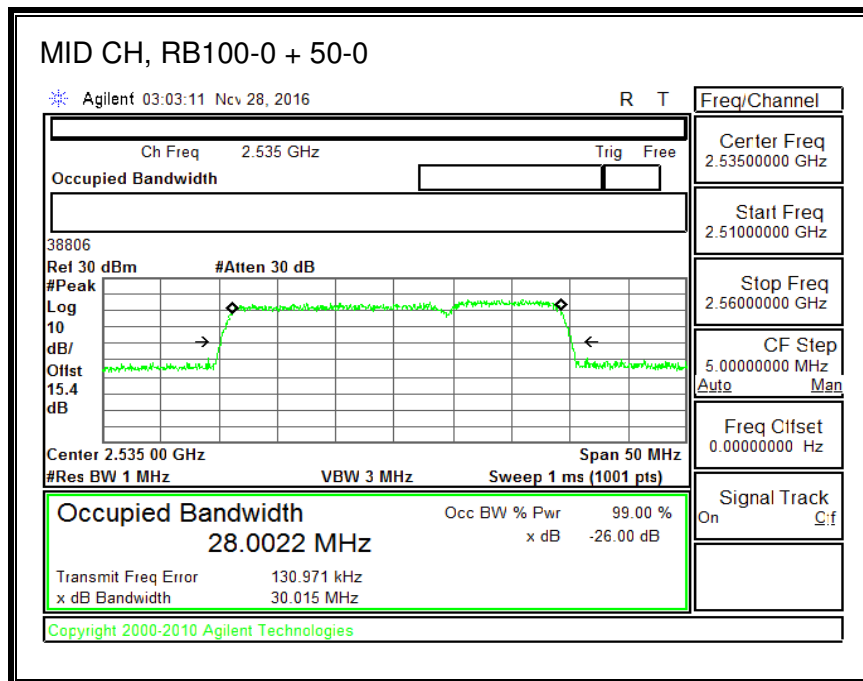 MID CH, RB100-0 + 50-0
Agilent 03:03:11 Nov 28, 2016 R T
Freq/Channel
Ch Freq 2.535 GHz Trig Free
Occupied Bandwidth
Center Freq
2.53500000 GHz
Start Freq
2.51000000 GHz
Stop Freq
2.56000000 GHz
CF Step
5.00000000 MHz
Auto Man
Freq Offset
0.00000000 Hz
Signal Track
On Off
38806
Ref 30 dBm #Atten 30 dB
#Peak
Log
10
dB/
Offst
15.4
dB
Center 2.535 00 GHz Span 50 MHz
#Res BW 1 MHz VBW 3 MHz Sweep 1 ms (1001 pts)
Occupied Bandwidth
28.0022 MHz
Occ BW % Pwr 99.00 %
x dB -26.00 dB
Transmit Freq Error 130.971 kHz
x dB Bandwidth 30.015 MHz
Copyright 2000-2010 Agilent Technologies